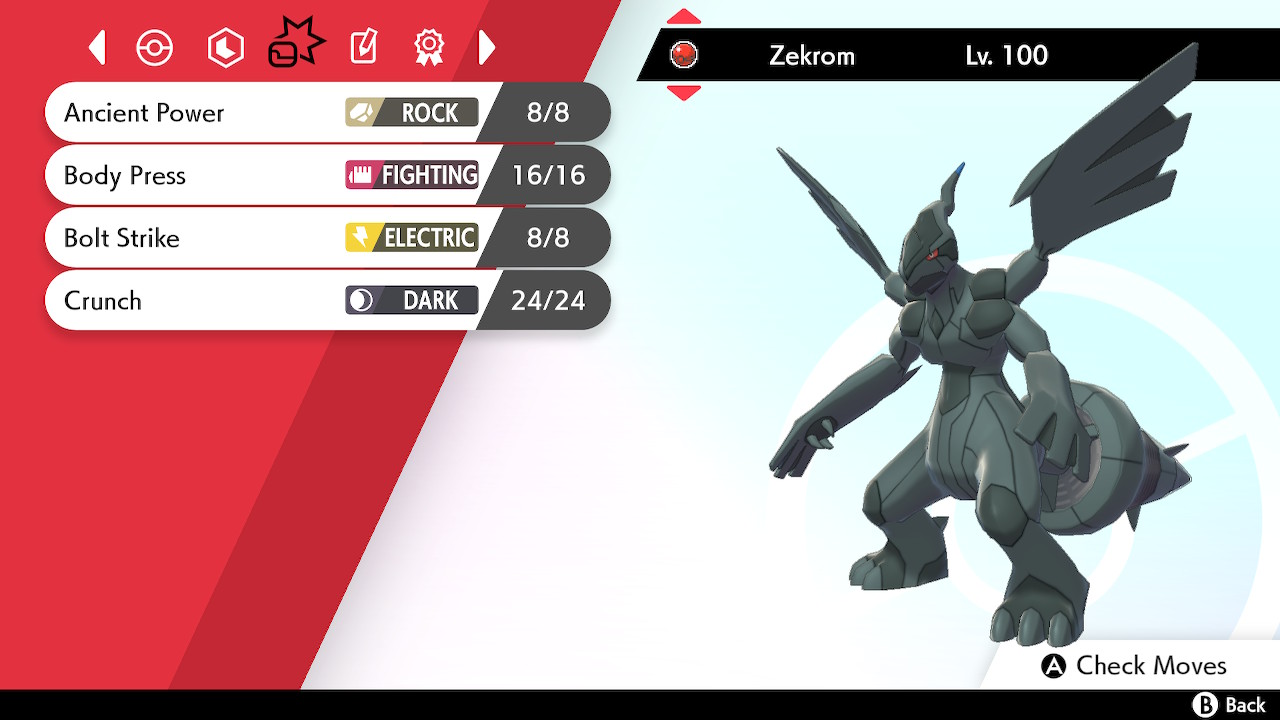 Zekrom Lv. 100
Ancient Power ROCK 8/8
Body Press FIGHTING 16/16
Bolt Strike ELECTRIC 8/8
Crunch DARK 24/24
A Check Moves
B Back